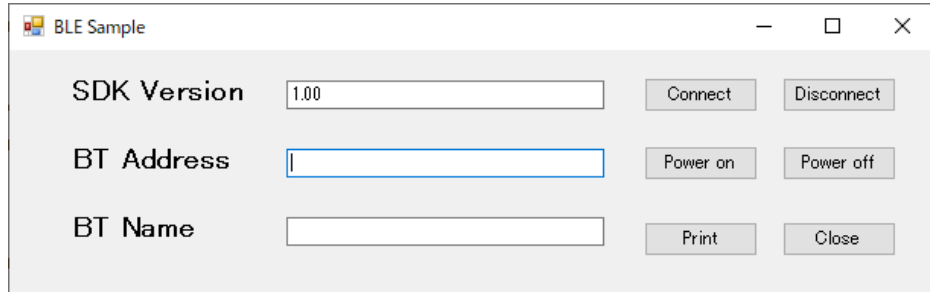 BLE Sample
SDK Version 1.00 Connect Disconnect
BT Address Power on Power off
BT Name Print Close